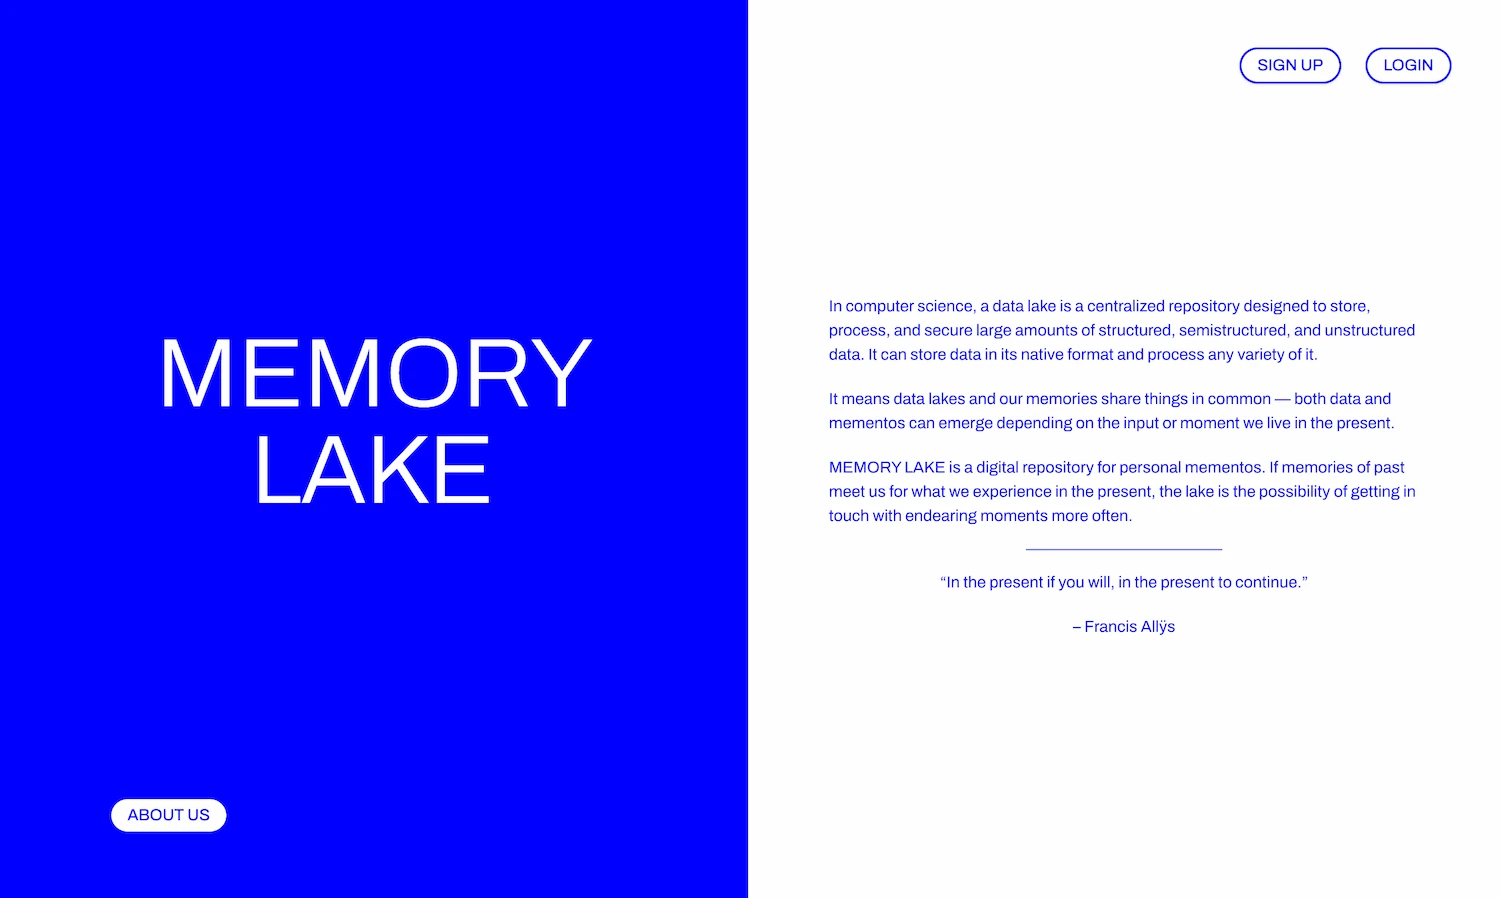 SIGN UP
LOGIN
MEMORY
LAKE
In computer science, a data lake is a centralized repository designed to store,
process, and secure large amounts of structured, semistructured, and unstructured
data. It can store data in its native format and process any variety of it.
It means data lakes and our memories share things in common — both data and
mementos can emerge depending on the input or moment we live in the present.
MEMORY LAKE is a digital repository for personal mementos. If memories of past
meet us for what we experience in the present, the lake is the possibility of getting in
touch with endearing moments more often.
“In the present if you will, in the present to continue.”
– Francis Allÿs
ABOUT US